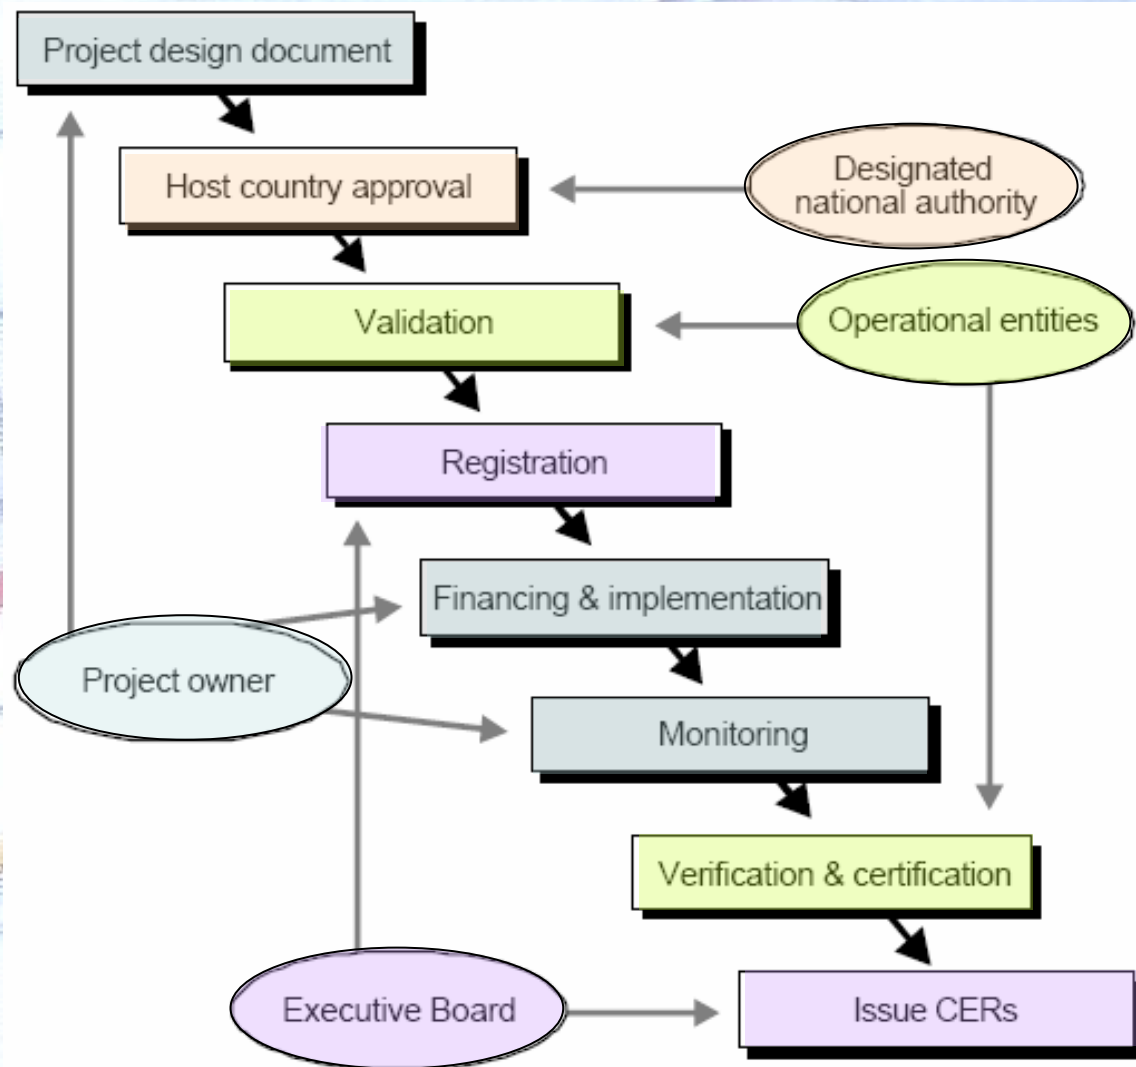 Project design document
Host country approval
Designated
national authority
Validation
Operational entities
Registration
Financing & implementation
Project owner
Monitoring
Verification & certification
Executive Board
Issue CERs